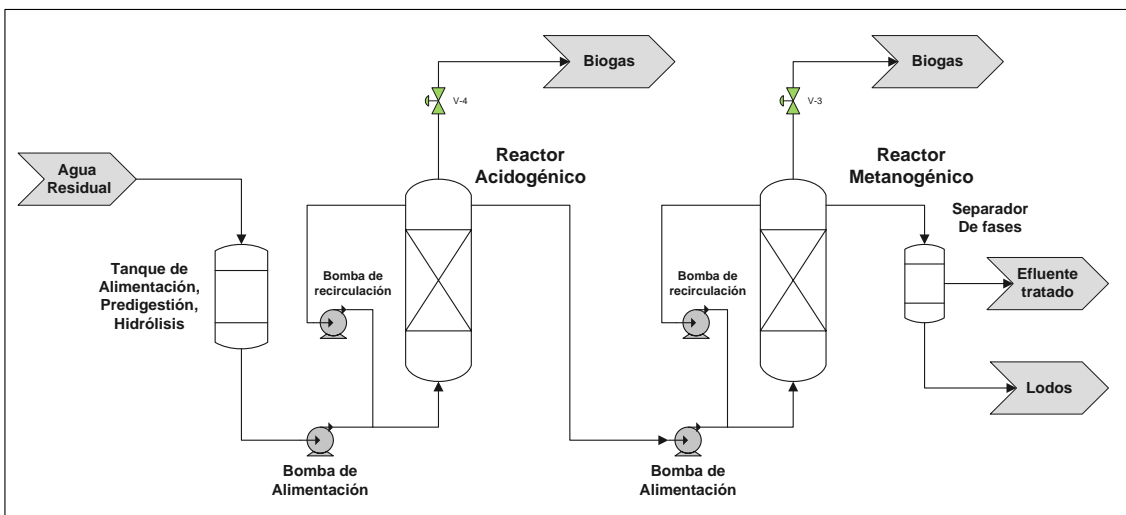 Biogas
Biogas
V-4
V-3
Reactor
Acidogénico
Reactor
Metanogénico
Agua
Residual
Separador
De fases
Tanque de
Alimentación,
Predigestión,
Hidrólisis
Bomba de
recirculación
Bomba de
recirculación
Efluente
tratado
Lodos
Bomba de
Alimentación
Bomba de
Alimentación